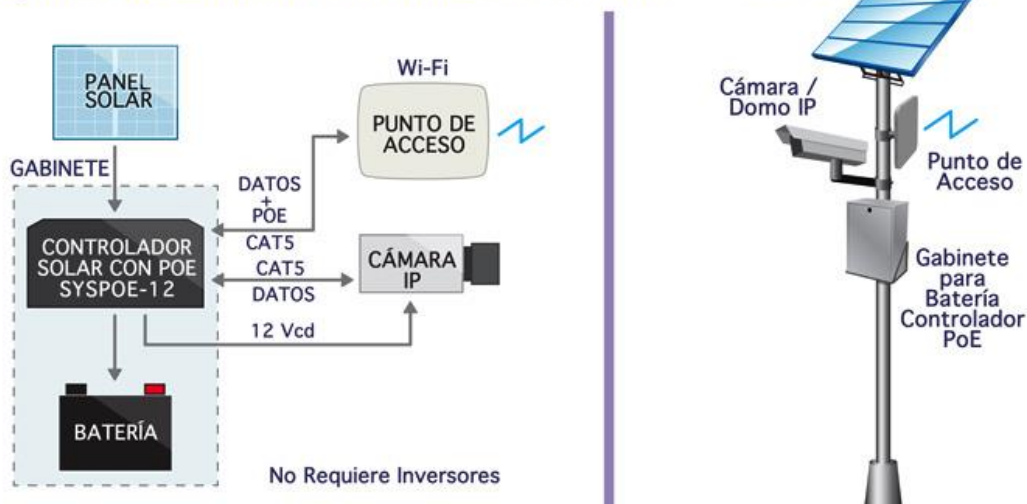 PANEL
SOLAR
GABINETE
CONTROLADOR
SOLAR CON POE
SYSPOE-12
BATERÍA
DATOS
+
POE
CAT5
CAT5
DATOS
12 Vcd
Wi-Fi
PUNTO DE
ACCESO
CÁMARA
IP
No Requiere Inversores
Cámara /
Domo IP
Punto de
Acceso
Gabinete
para
Batería
Controlador
PoE